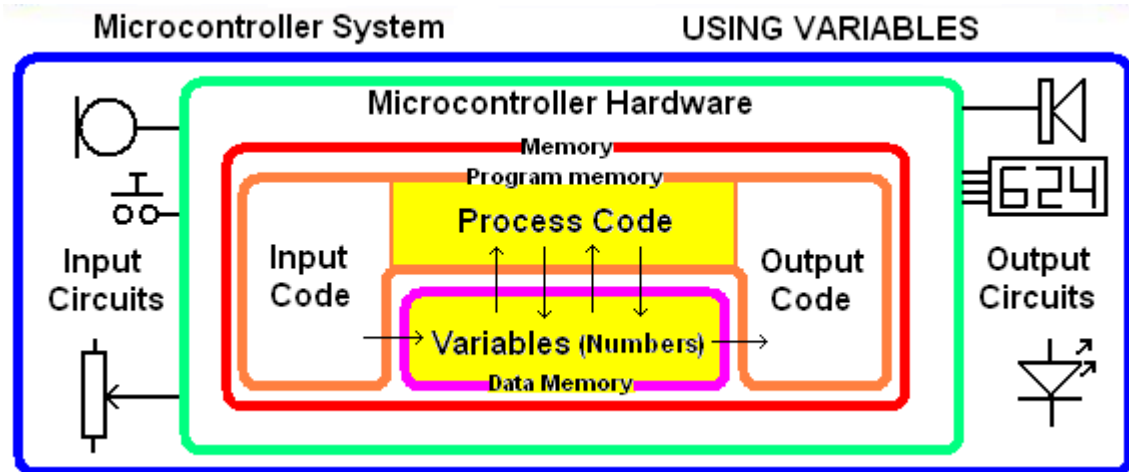 Microcontroller System
USING VARIABLES
Microcontroller Hardware
Memory
Program memory
Process Code
624
Input
Circuits
Input
Code
Output
Code
Output
Circuits
Variables (Numbers)
Data Memory